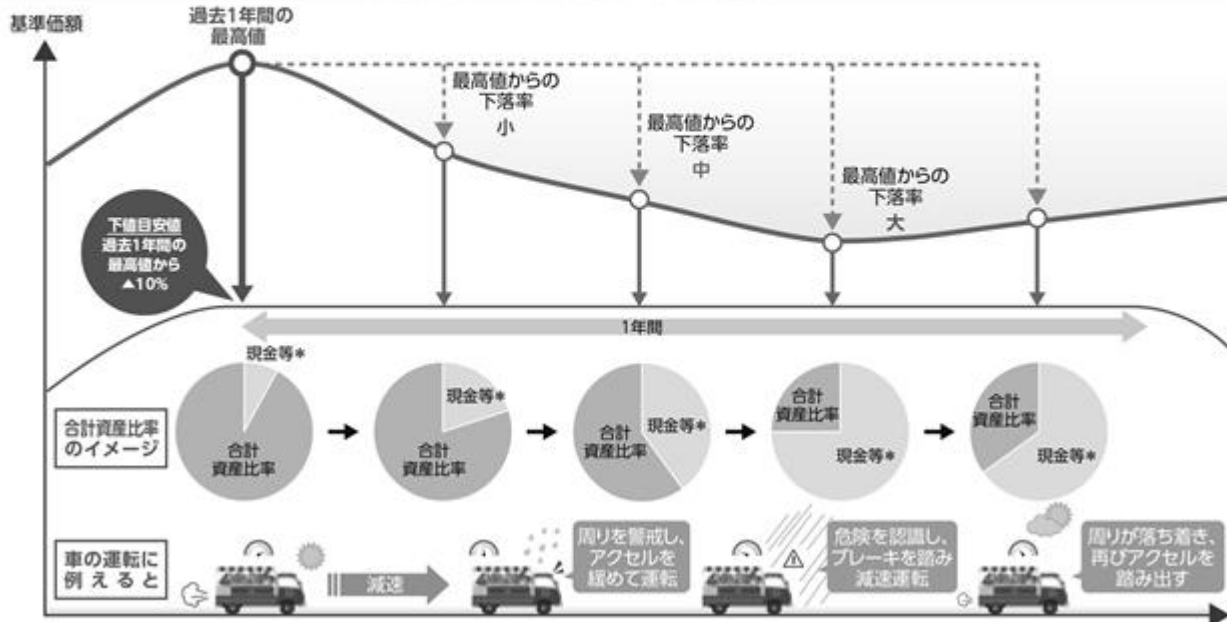 基準価額
過去1年間の
最高値
最高値からの
下落率
小
最高値からの
下落率
中
最高値からの
下落率
大
下値目安値
過去1年間の
最高値から
▲10%
1年間
合計資産比率
のイメージ
現金等*
合計
資産比率
現金等*
合計
資産比率
現金等*
合計
資産比率
合計
資産比率
現金等*
合計
資産比率
現金等*
車の運転に
例えると
減速
周りを警戒し、
アクセルを
緩めて運転
危険を認識し、
ブレーキを踏み
減速運転
周りが落ち着き、
再びアクセルを
踏み出す